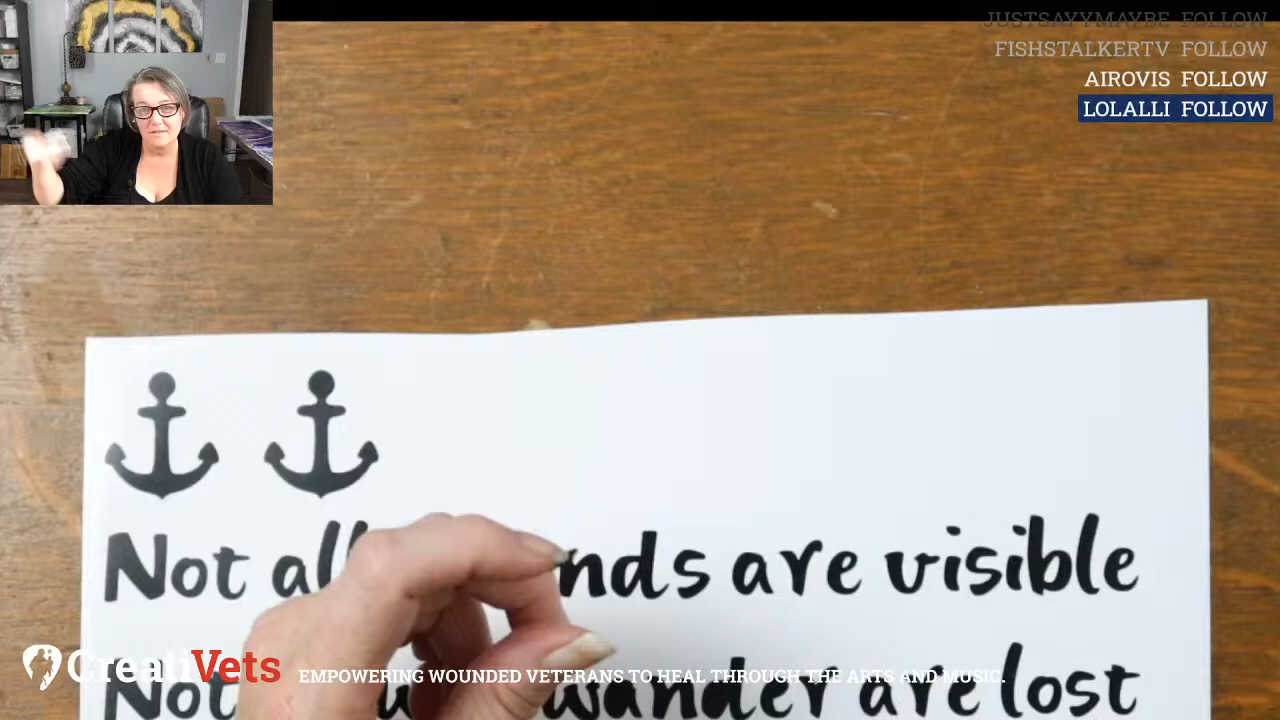 JUSTSAYYMAYBE FOLLOW
FISHSTALKERTV FOLLOW
AIROVIS FOLLOW
LOLALLI FOLLOW
Not all nds are visible
Not wander are lost
CreatiVets EMPOWERING WOUNDED VETERANS TO HEAL THROUGH THE ARTS AND MUSIC.